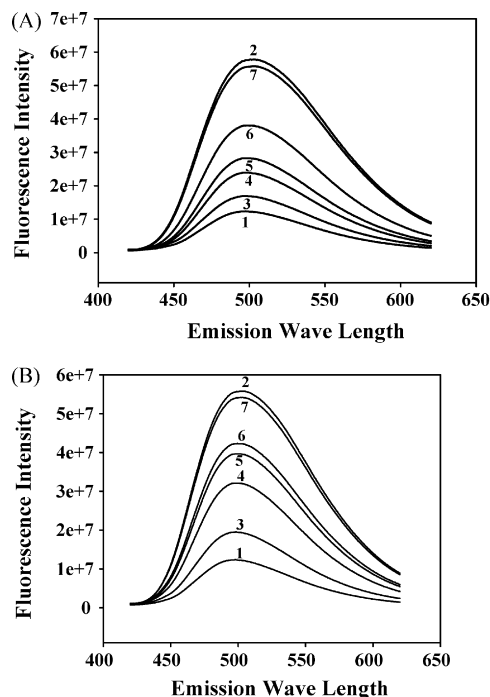 (A)
7e+7
6e+7
5e+7
4e+7
3e+7
2e+7
1e+7
0
Fluorescence Intensity
2
7
6
5
4
3
1
400 450 500 550 600 650
Emission Wave Length
(B)
6e+7
5e+7
4e+7
3e+7
2e+7
1e+7
0
Fluorescence Intensity
2
7
6
5
4
3
1
400 450 500 550 600 650
Emission Wave Length